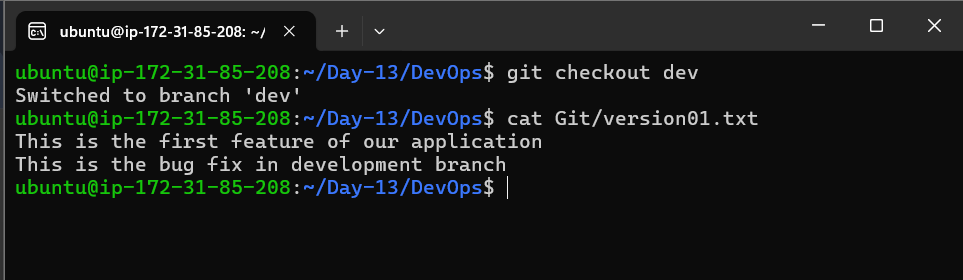 ubuntu@ip-172-31-85-208: ~/
ubuntu@ip-172-31-85-208:~/Day-13/DevOps$ git checkout dev
Switched to branch 'dev'
ubuntu@ip-172-31-85-208:~/Day-13/DevOps$ cat Git/version01.txt
This is the first feature of our application
This is the bug fix in development branch
ubuntu@ip-172-31-85-208:~/Day-13/DevOps$